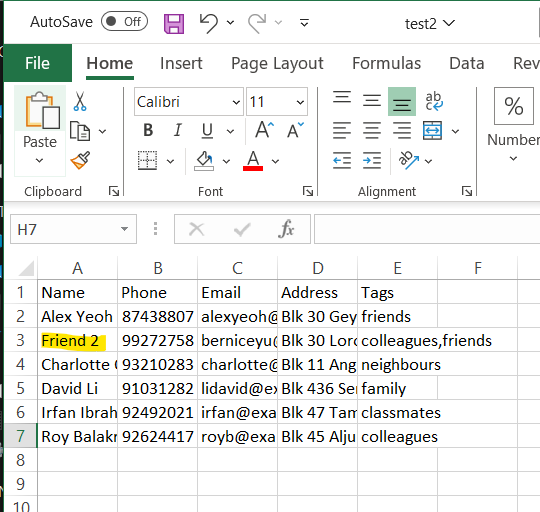 AutoSave Off test2
File Home Insert Page Layout Formulas Data Rev
Paste Calibri 11 ab c % Number
B I U A A A
Clipboard Font Alignment
H7 fx
A B C D E F
1 Name Phone Email Address Tags
2 Alex Yeoh 87438807 alexyeoh@ Blk 30 Gey friends
3 Friend 2 99272758 berniceyu@ Blk 30 Loro colleagues,friends
4 Charlotte 93210283 charlotte@ Blk 11 Ang neighbours
5 David Li 91031282 lidavid@ex Blk 436 Ser family
6 Irfan Ibrah 92492021 irfan@exa Blk 47 Tam classmates
7 Roy Balakr 92624417 royb@exa Blk 45 Alju colleagues
8
9
10